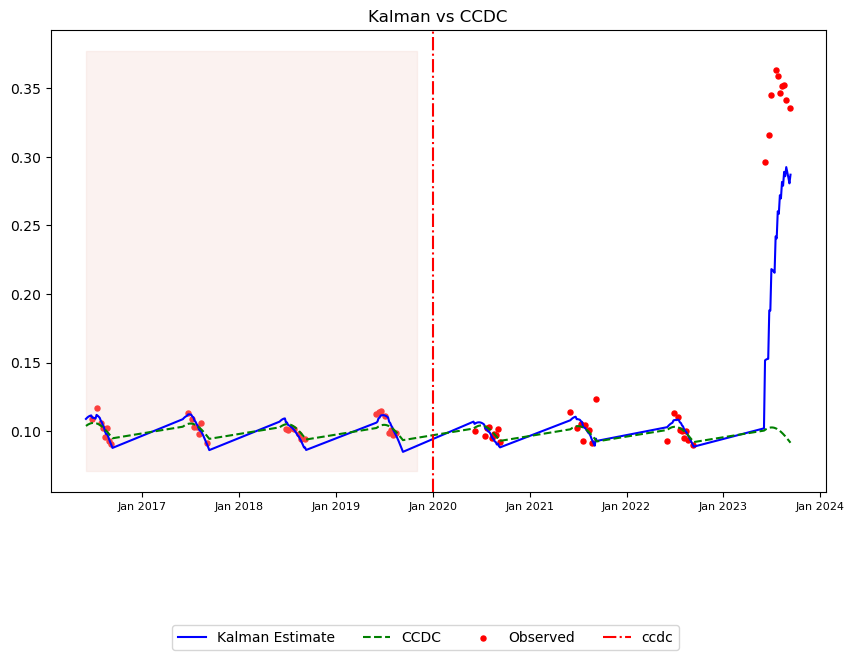 Kalman vs CCDC
0.35
0.30
0.25
0.20
0.15
0.10
Jan 2017 Jan 2018 Jan 2019 Jan 2020 Jan 2021 Jan 2022 Jan 2023 Jan 2024
Kalman Estimate CCDC Observed ccdc